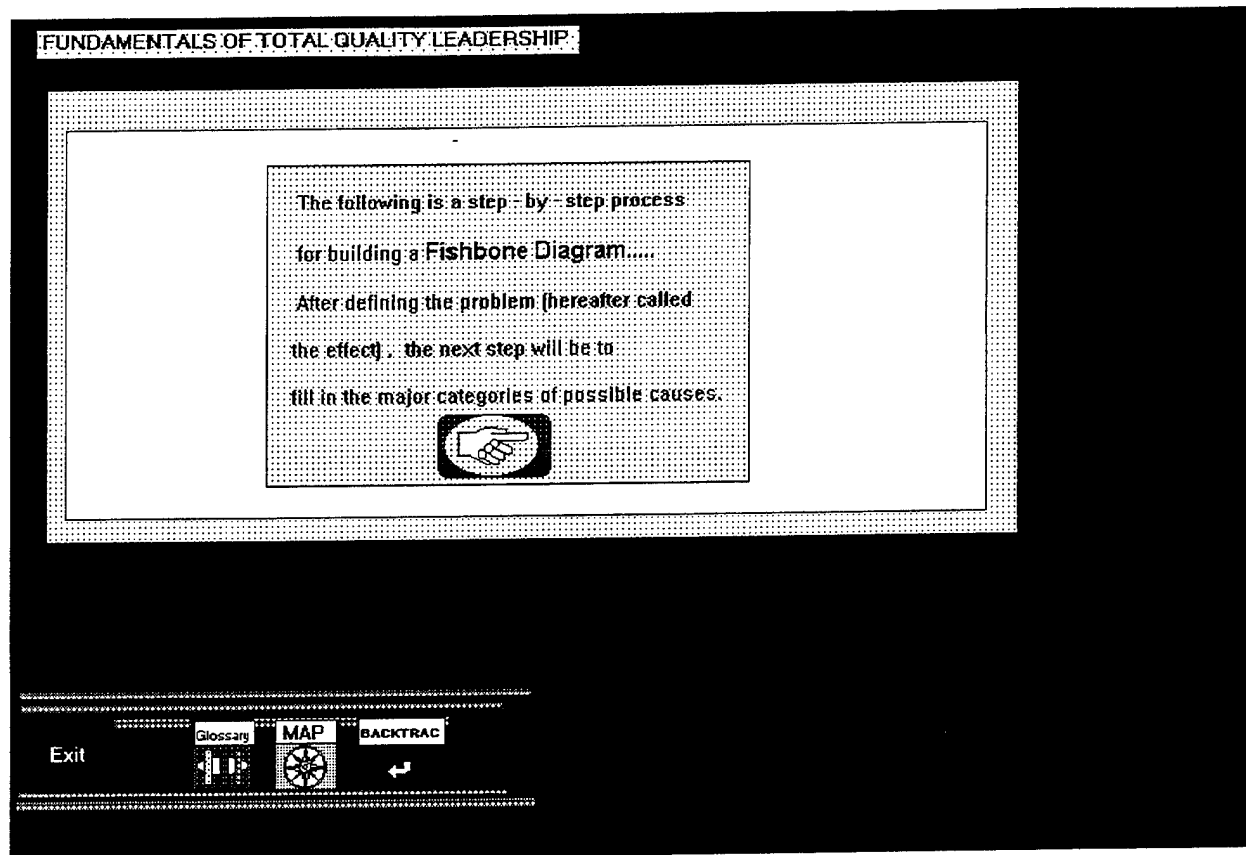 FUNDAMENTALS OF TOTAL QUALITY LEADERSHIP
The following is a step - by - step process
for building a Fishbone Diagram.....
After defining the problem (hereafter called
the effect) , the next step will be to
fill in the major categories of possible causes.
Exit
Glossary
MAP
BACKTRAC